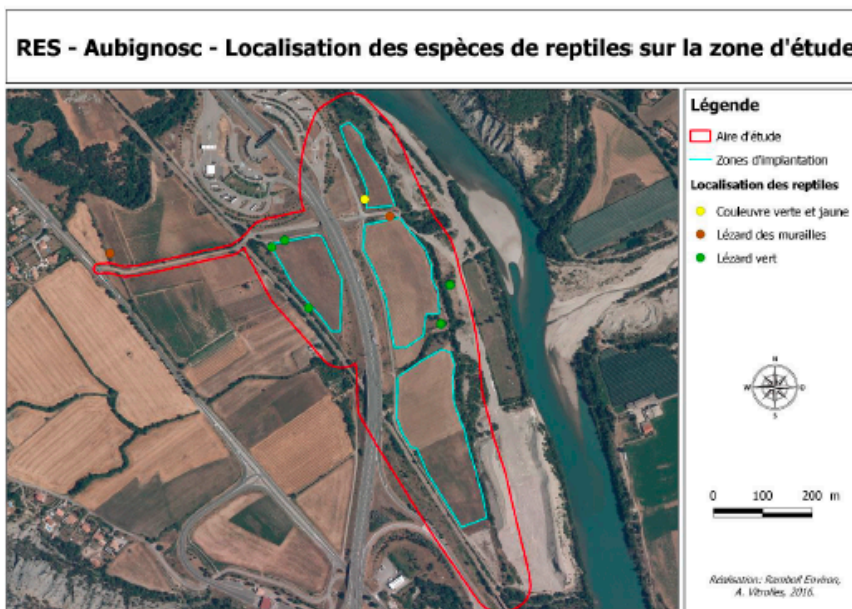 RES - Aubignosc - Localisation des espèces de reptiles sur la zone d'étude
Légende
Aire d'étude
Zones d'implantation
Localisation des reptiles
Couleuvre verte et jaune
Lézard des murailles
Lézard vert
N
W
O
S
0 100 200 m
Réalisation: Ramboll Environ,
A. Vitrolles, 2016.